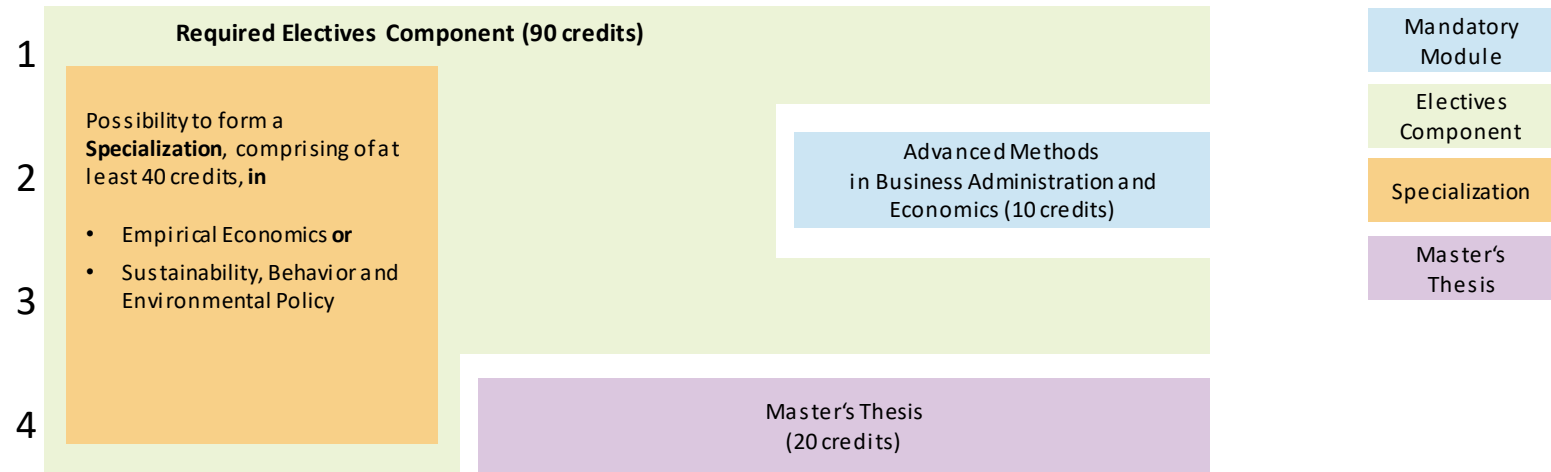 Required Electives Component (90 credits)
1
2
3
4
Possibility to form a
Specialization, comprising of at
least 40 credits, in
• Empirical Economics or
• Sustainability, Behavior and
Environmental Policy
Advanced Methods
in Business Administration and
Economics (10 credits)
Master‘s Thesis
(20 credits)
Mandatory
Module
Electives
Component
Specialization
Master‘s
Thesis